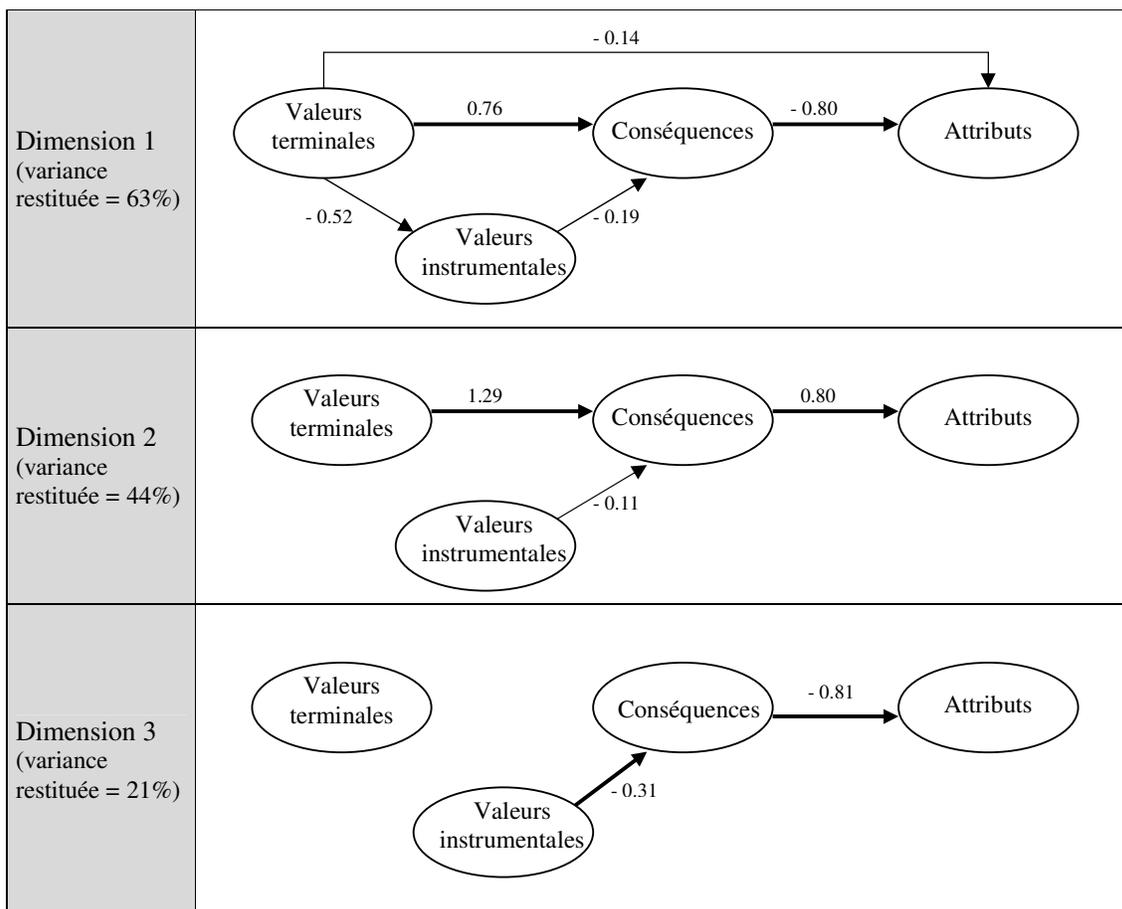 Dimension 1
(variance
restituée = 63%)
- 0.14
Valeurs
terminales
0.76
Conséquences
- 0.80
Attributs
- 0.52
- 0.19
Valeurs
instrumentales
Dimension 2
(variance
restituée = 44%)
Valeurs
terminales
1.29
Conséquences
0.80
Attributs
- 0.11
Valeurs
instrumentales
Dimension 3
(variance
restituée = 21%)
Valeurs
terminales
Conséquences
- 0.81
Attributs
- 0.31
Valeurs
instrumentales